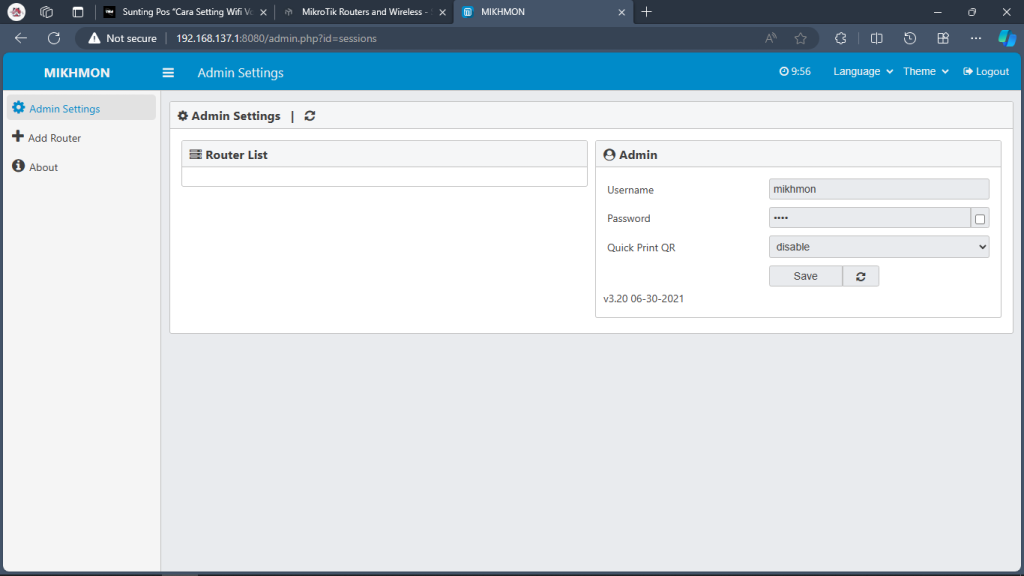 Sunting Pos "Cara Setting Wifi Vo
MikroTik Routers and Wireless -
MIKHMON
Not secure
192.168.137.1:8080/admin.php?id=sessions
MIKHMON
Admin Settings
9:56
Language
Theme
Logout
Admin Settings
Add Router
About
Admin Settings |
Router List
Admin
Username
mikhmon
Password
••••
Quick Print QR
disable
Save
v3.20 06-30-2021